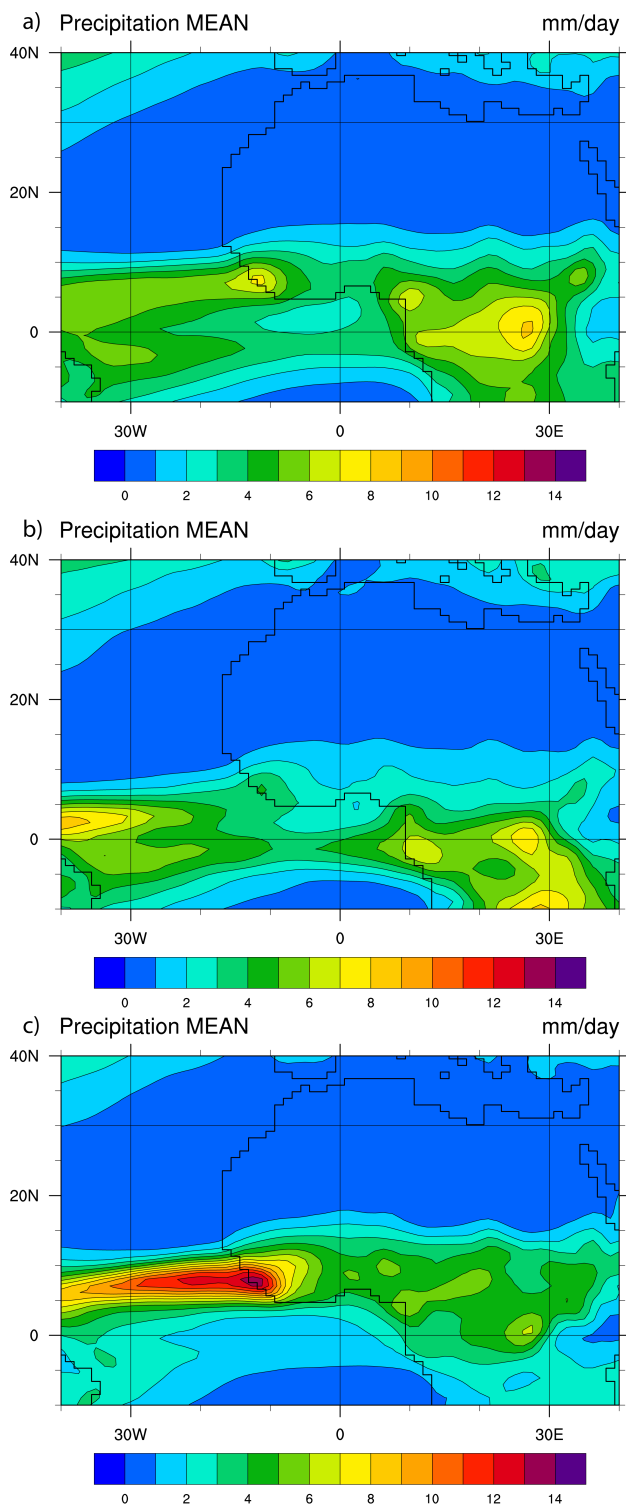 a) Precipitation MEAN mm/day
40N
20N
0
30W 0 30E
0 2 4 6 8 10 12 14
b) Precipitation MEAN mm/day
40N
20N
0
30W 0 30E
0 2 4 6 8 10 12 14
c) Precipitation MEAN mm/day
40N
20N
0
30W 0 30E
0 2 4 6 8 10 12 14